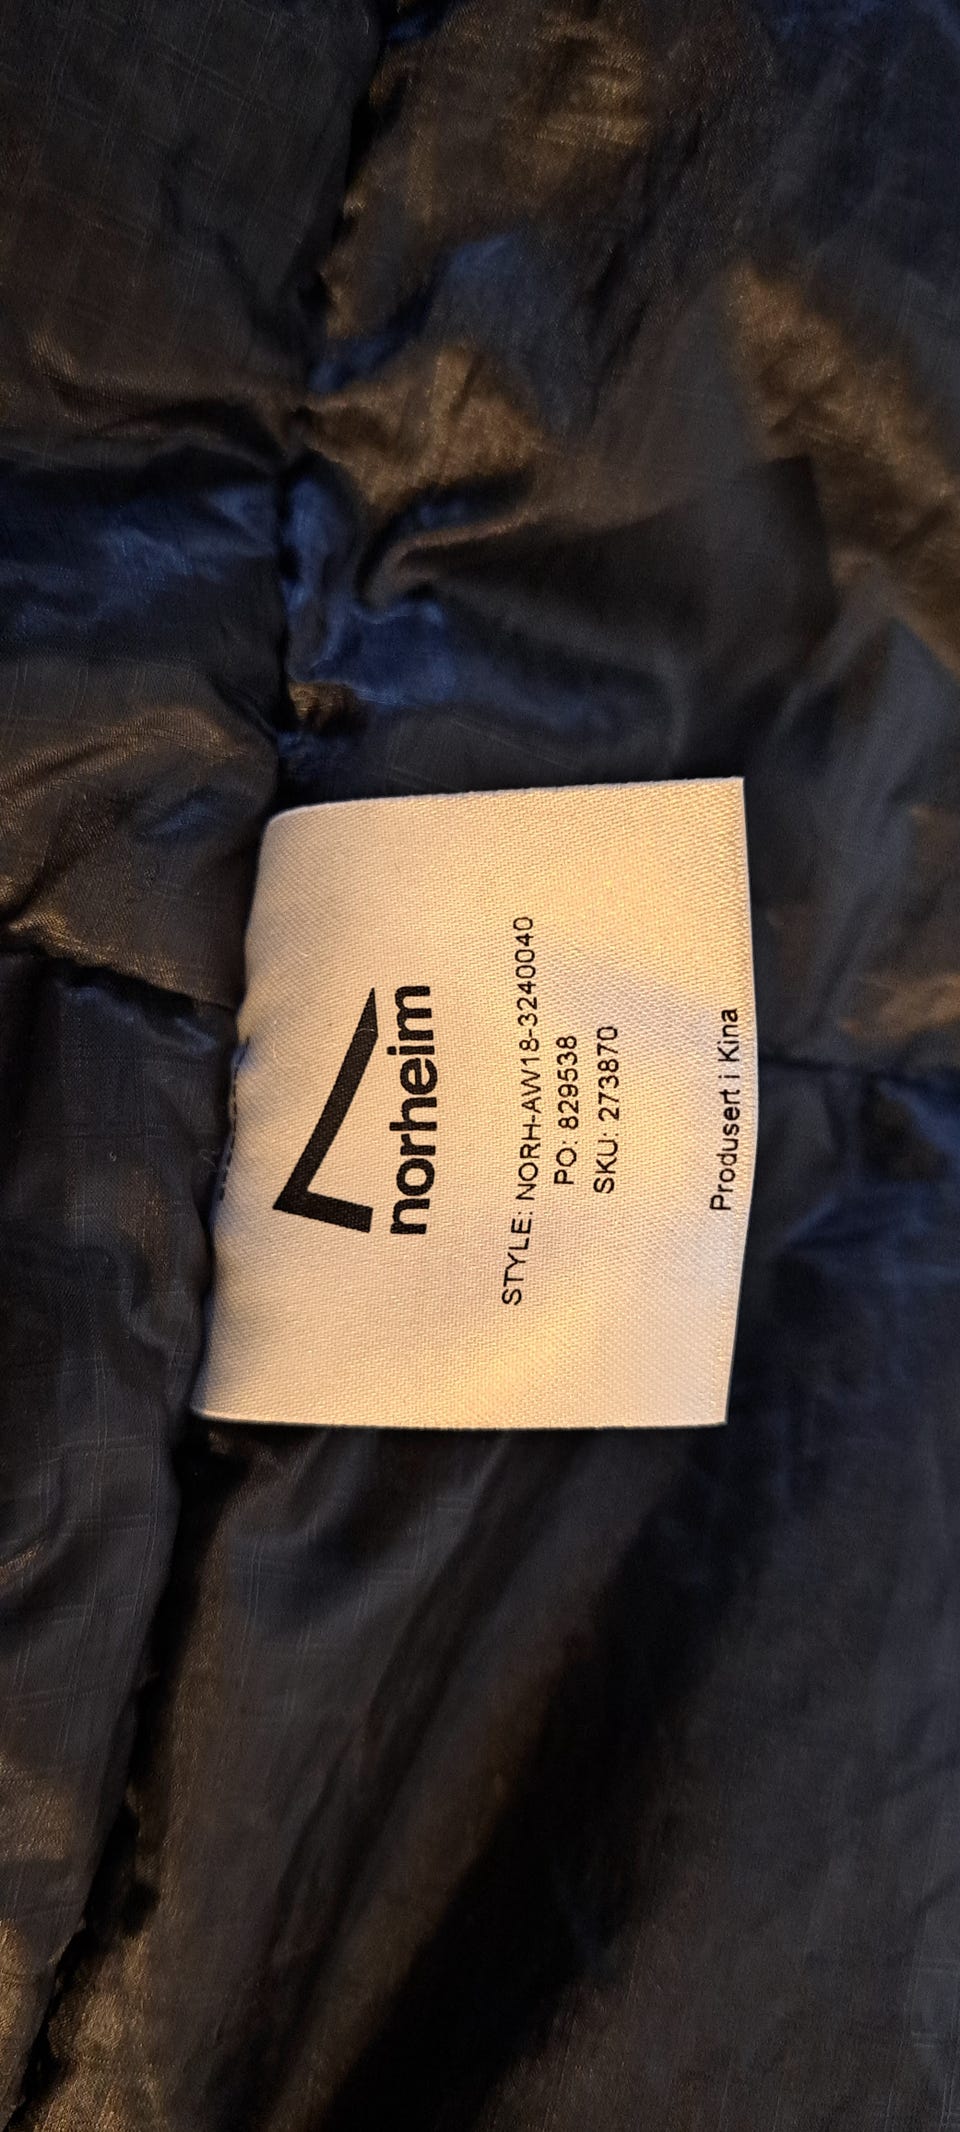 norheim
STYLE: NORH-AW18-3240040
PO: 829538
SKU: 273870
Produsert i Kina